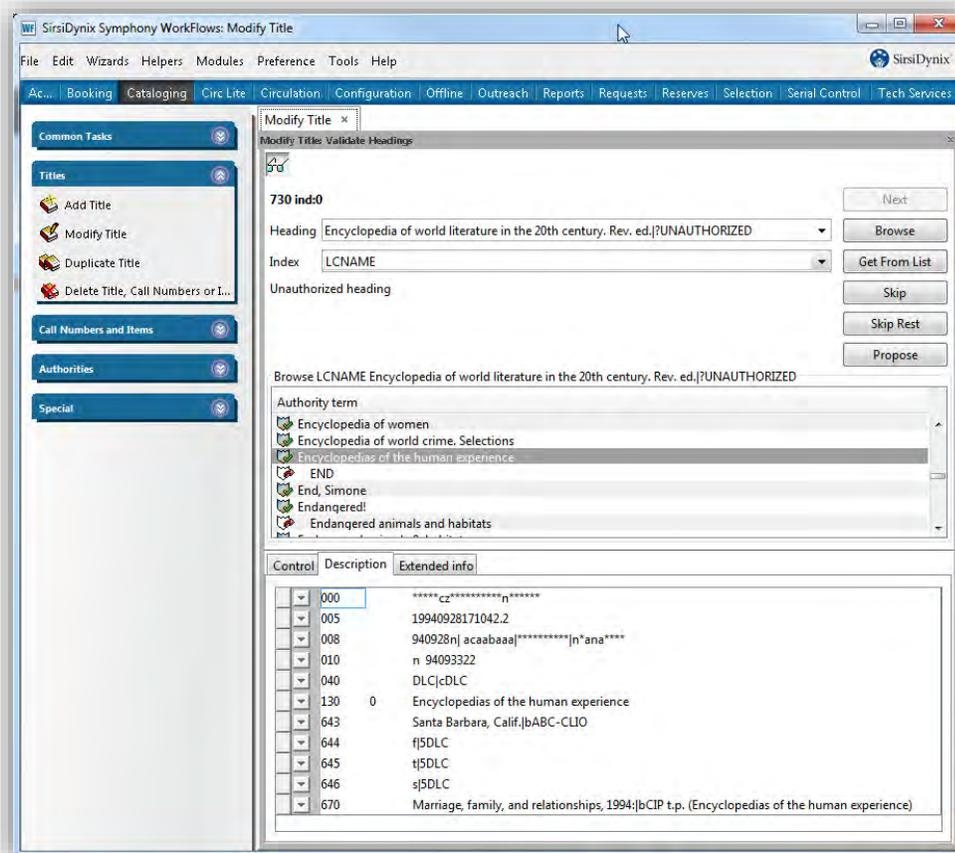 WF SirsiDynix Symphony WorkFlows: Modify Title
File Edit Wizards Helpers Modules Preference Tools Help
SirsiDynix
Ac... Booking Cataloging Circ Lite Circulation Configuration Offline Outreach Reports Requests Reserves Selection Serial Control Tech Services
Common Tasks
Titles
Add Title
Modify Title
Duplicate Title
Delete Title, Call Numbers or I...
Call Numbers and Items
Authorities
Special
Modify Title ×
Modify Title: Validate Headings
730 ind:0
Heading Encyclopedia of world literature in the 20th century. Rev. ed.|?UNAUTHORIZED
Index LCNAME
Unauthorized heading
Next
Browse
Get From List
Skip
Skip Rest
Propose
Browse LCNAME Encyclopedia of world literature in the 20th century. Rev. ed.|?UNAUTHORIZED
Authority term
Encyclopedia of women
Encyclopedia of world crime. Selections
Encyclopedias of the human experience
END
End, Simone
Endangered!
Endangered animals and habitats
Control Description Extended info
000 *****cz**********n******
005 19940928171042.2
008 940928n| acaabaaa|**********|n*ana****
010 n 94093322
040 DLC|cDLC
130 0 Encyclopedias of the human experience
643 Santa Barbara, Calif.|bABC-CLIO
644 f|5DLC
645 t|5DLC
646 s|5DLC
670 Marriage, family, and relationships, 1994:|bCIP t.p. (Encyclopedias of the human experience)